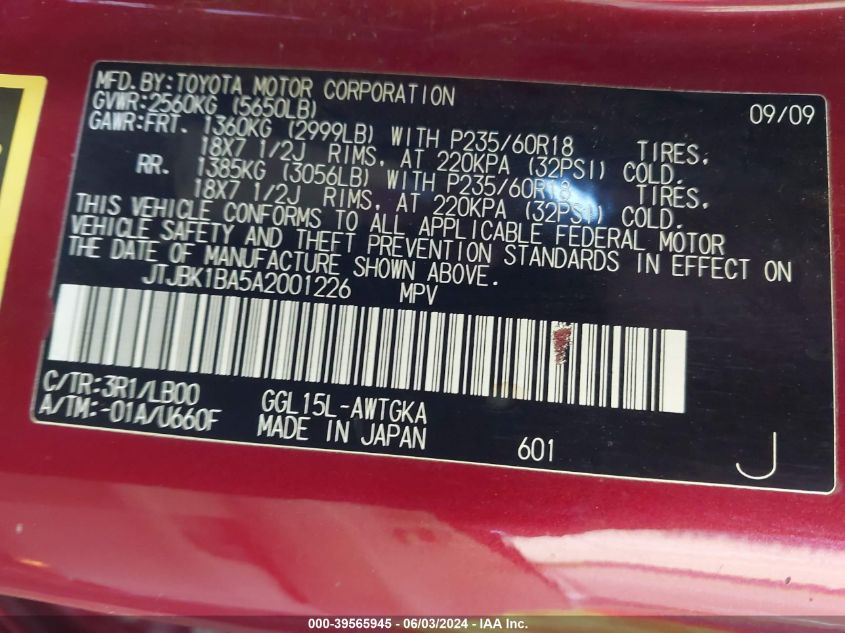 MFD.BY:TOYOTA MOTOR CORPORATION 09/09
GVWR:2560KG (5650LB)
GAWR:FRT. 1360KG (2999LB) WITH P235/60R18 TIRES,
18X7 1/2J RIMS, AT 220KPA (32PSI) COLD.
RR. 1385KG (3056LB) WITH P235/60R18 TIRES,
18X7 1/2J RIMS, AT 220KPA (32PSI) COLD.
THIS VEHICLE CONFORMS TO ALL APPLICABLE FEDERAL MOTOR
VEHICLE SAFETY AND THEFT PREVENTION STANDARDS IN EFFECT ON
THE DATE OF MANUFACTURE SHOWN ABOVE.
JTJBK1BA5A2001226 MPV
C/TR:3R1/LB00 GGL15L-AWTGKA
A/TM:-01A/U660F MADE IN JAPAN 601 J
000-39565945 - 06/03/2024 - IAA Inc.